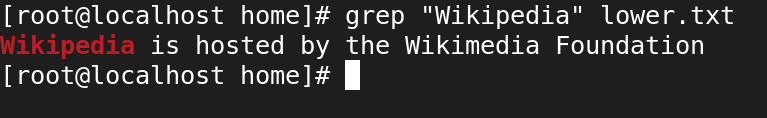 [root@localhost home]# grep "Wikipedia" lower.txt
Wikipedia is hosted by the Wikimedia Foundation
[root@localhost home]#